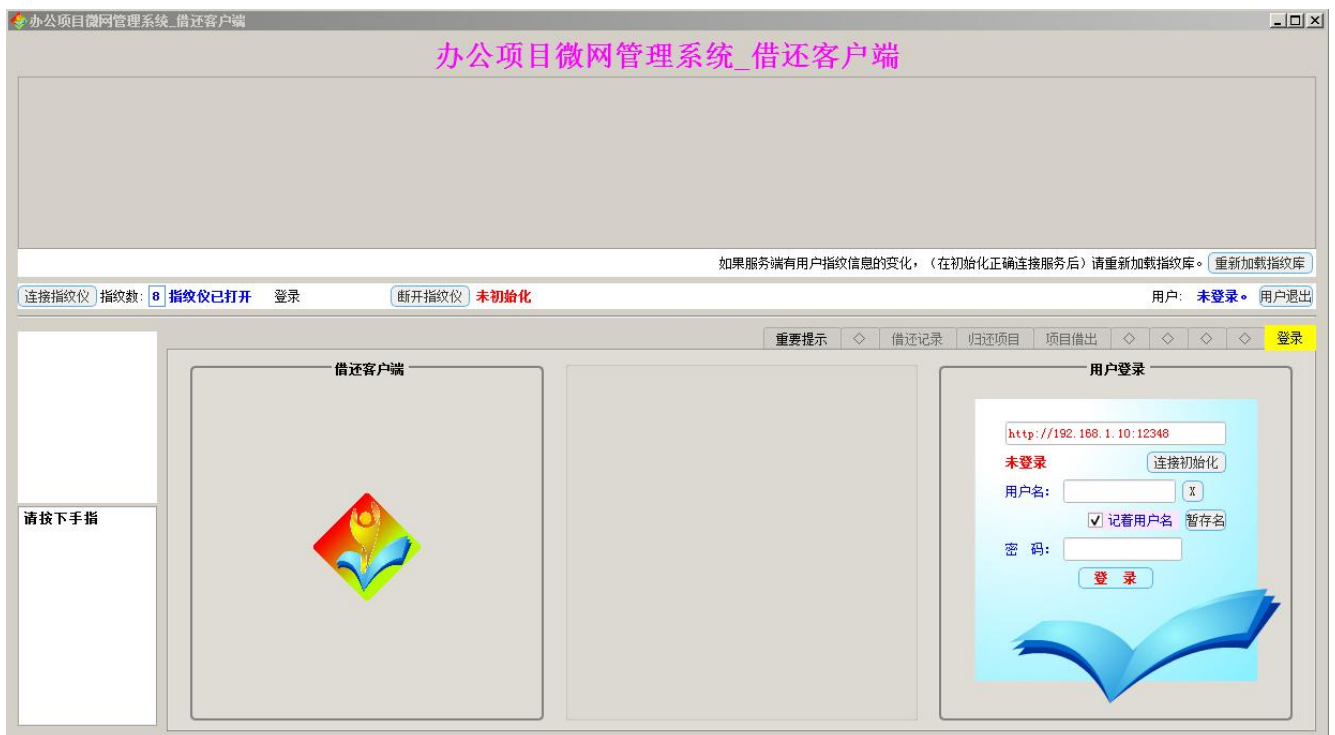 办公项目微网管理系统_借还客户端
办公项目微网管理系统_借还客户端
如果服务端有用户指纹信息的变化，（在初始化正确连接服务后）请重新加载指纹库。 重新加载指纹库
连接指纹仪 指纹数: 8 指纹仪已打开 登录 断开指纹仪 未初始化 用户: 未登录。 用户退出
重要提示 ◇ 借还记录 归还项目 项目借出 ◇ ◇ ◇ ◇ 登录
借还客户端
用户登录
http://192.168.1.10:12348
未登录 连接初始化
用户名: X
记着用户名 暂存名
密 码:
登 录
请按下手指